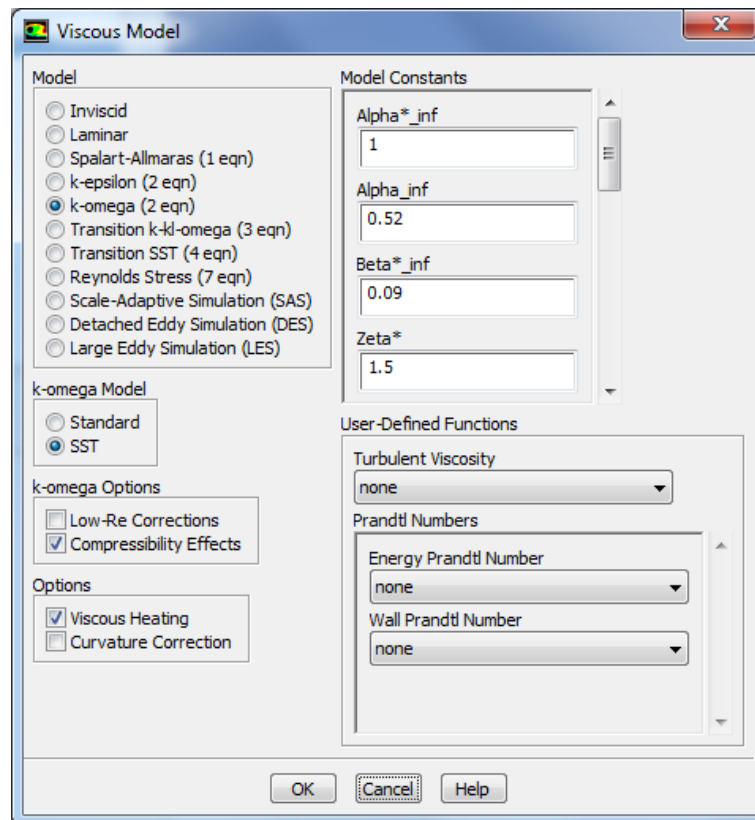 Viscous Model
X
Model
Inviscid
Laminar
Spalart-Allmaras (1 eqn)
k-epsilon (2 eqn)
k-omega (2 eqn)
Transition k-kl-omega (3 eqn)
Transition SST (4 eqn)
Reynolds Stress (7 eqn)
Scale-Adaptive Simulation (SAS)
Detached Eddy Simulation (DES)
Large Eddy Simulation (LES)
k-omega Model
Standard
SST
k-omega Options
Low-Re Corrections
Compressibility Effects
Options
Viscous Heating
Curvature Correction
Model Constants
Alpha*_inf
1
Alpha_inf
0.52
Beta*_inf
0.09
Zeta*
1.5
User-Defined Functions
Turbulent Viscosity
none
Prandtl Numbers
Energy Prandtl Number
none
Wall Prandtl Number
none
OK
Cancel
Help